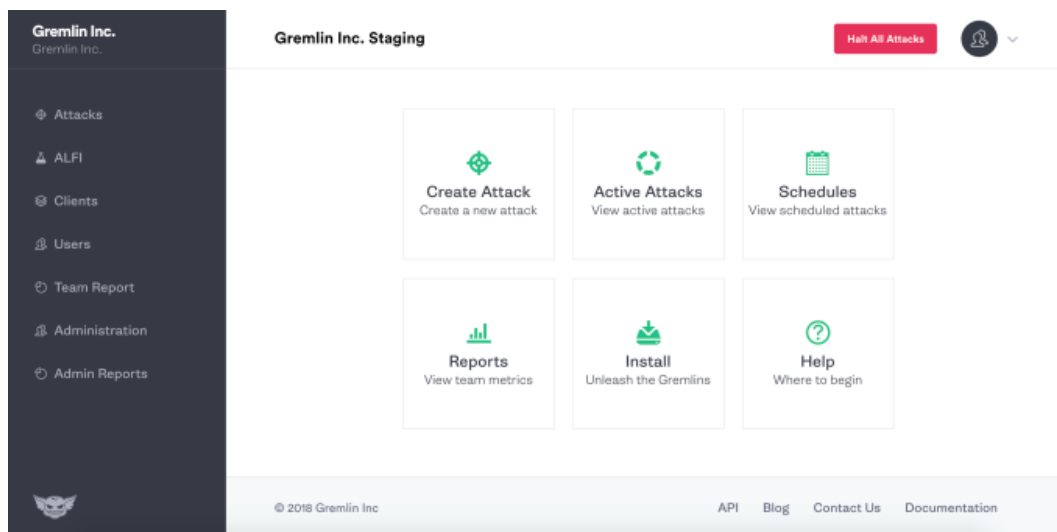 Gremlin Inc.
Gremlin Inc.
Attacks
ALFI
Clients
Users
Team Report
Administration
Admin Reports
Gremlin Inc. Staging
Halt All Attacks
Create Attack
Create a new attack
Active Attacks
View active attacks
Schedules
View scheduled attacks
Reports
View team metrics
Install
Unleash the Gremlins
Help
Where to begin
© 2018 Gremlin Inc
API
Blog
Contact Us
Documentation